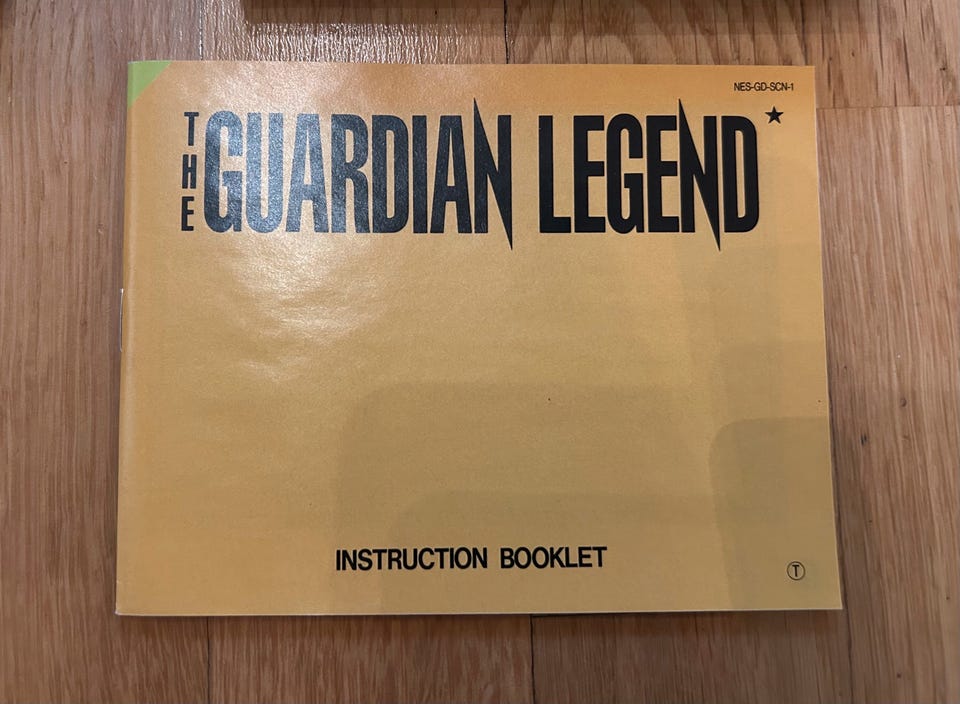 NES-GD-SCN-1
THE GUARDIAN LEGEND
INSTRUCTION BOOKLET
T